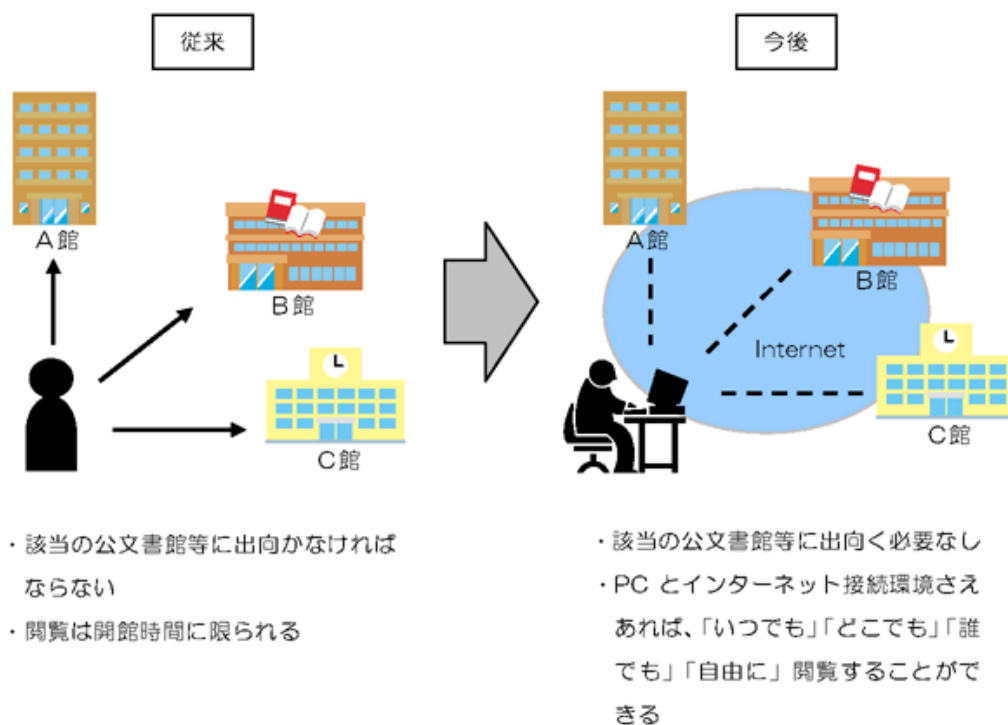 従来
A館
B館
C館
・該当の公文書館等に出向かなければ
ならない
・閲覧は開館時間に限られる
今後
A館
B館
Internet
C館
・該当の公文書館等に出向く必要なし
・PC とインターネット接続環境さえ
あれば、「いつでも」「どこでも」「誰
でも」「自由に」閲覧することがで
きる